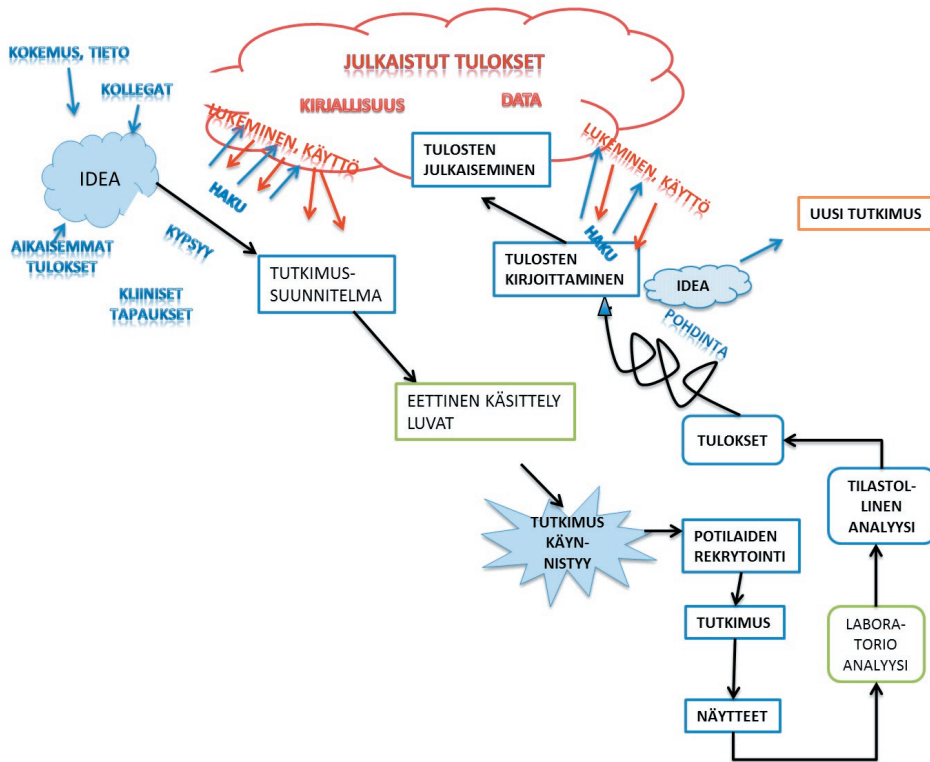 KOKEMUS, TIETO
KOLLEGAT
IDEA
AIKAISEMMAT
TULOKSET
KYPSYY
KLIINISET
TAPAUKSET
JULKAISTUT TULOKSET
KIRJALLISUUS
DATA
LUKEMINEN, KÄYTTÖ
HAKU
TUTKIMUS-
SUUNNITELMA
EETTINEN KÄSITTELY
LUVAT
TUTKIMUS
KÄYN-
NISTYY
POTILAIDEN
REKRYTOINTI
TUTKIMUS
NÄYTTEET
LABORA-
TORIO
ANALYYSI
TILASTOL-
LINEN
ANALYYSI
TULOKSET
POHDINTA
IDEA
UUSI TUTKIMUS
TULOSTEN
KIRJOITTAMINEN
HAKU
LUKEMINEN, KÄYTTÖ
TULOSTEN
JULKAISEMINEN